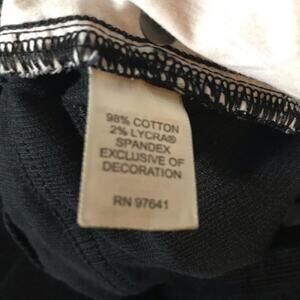 98% COTTON
2% LYCRA®
SPANDEX
EXCLUSIVE OF
DECORATION
RN 97641